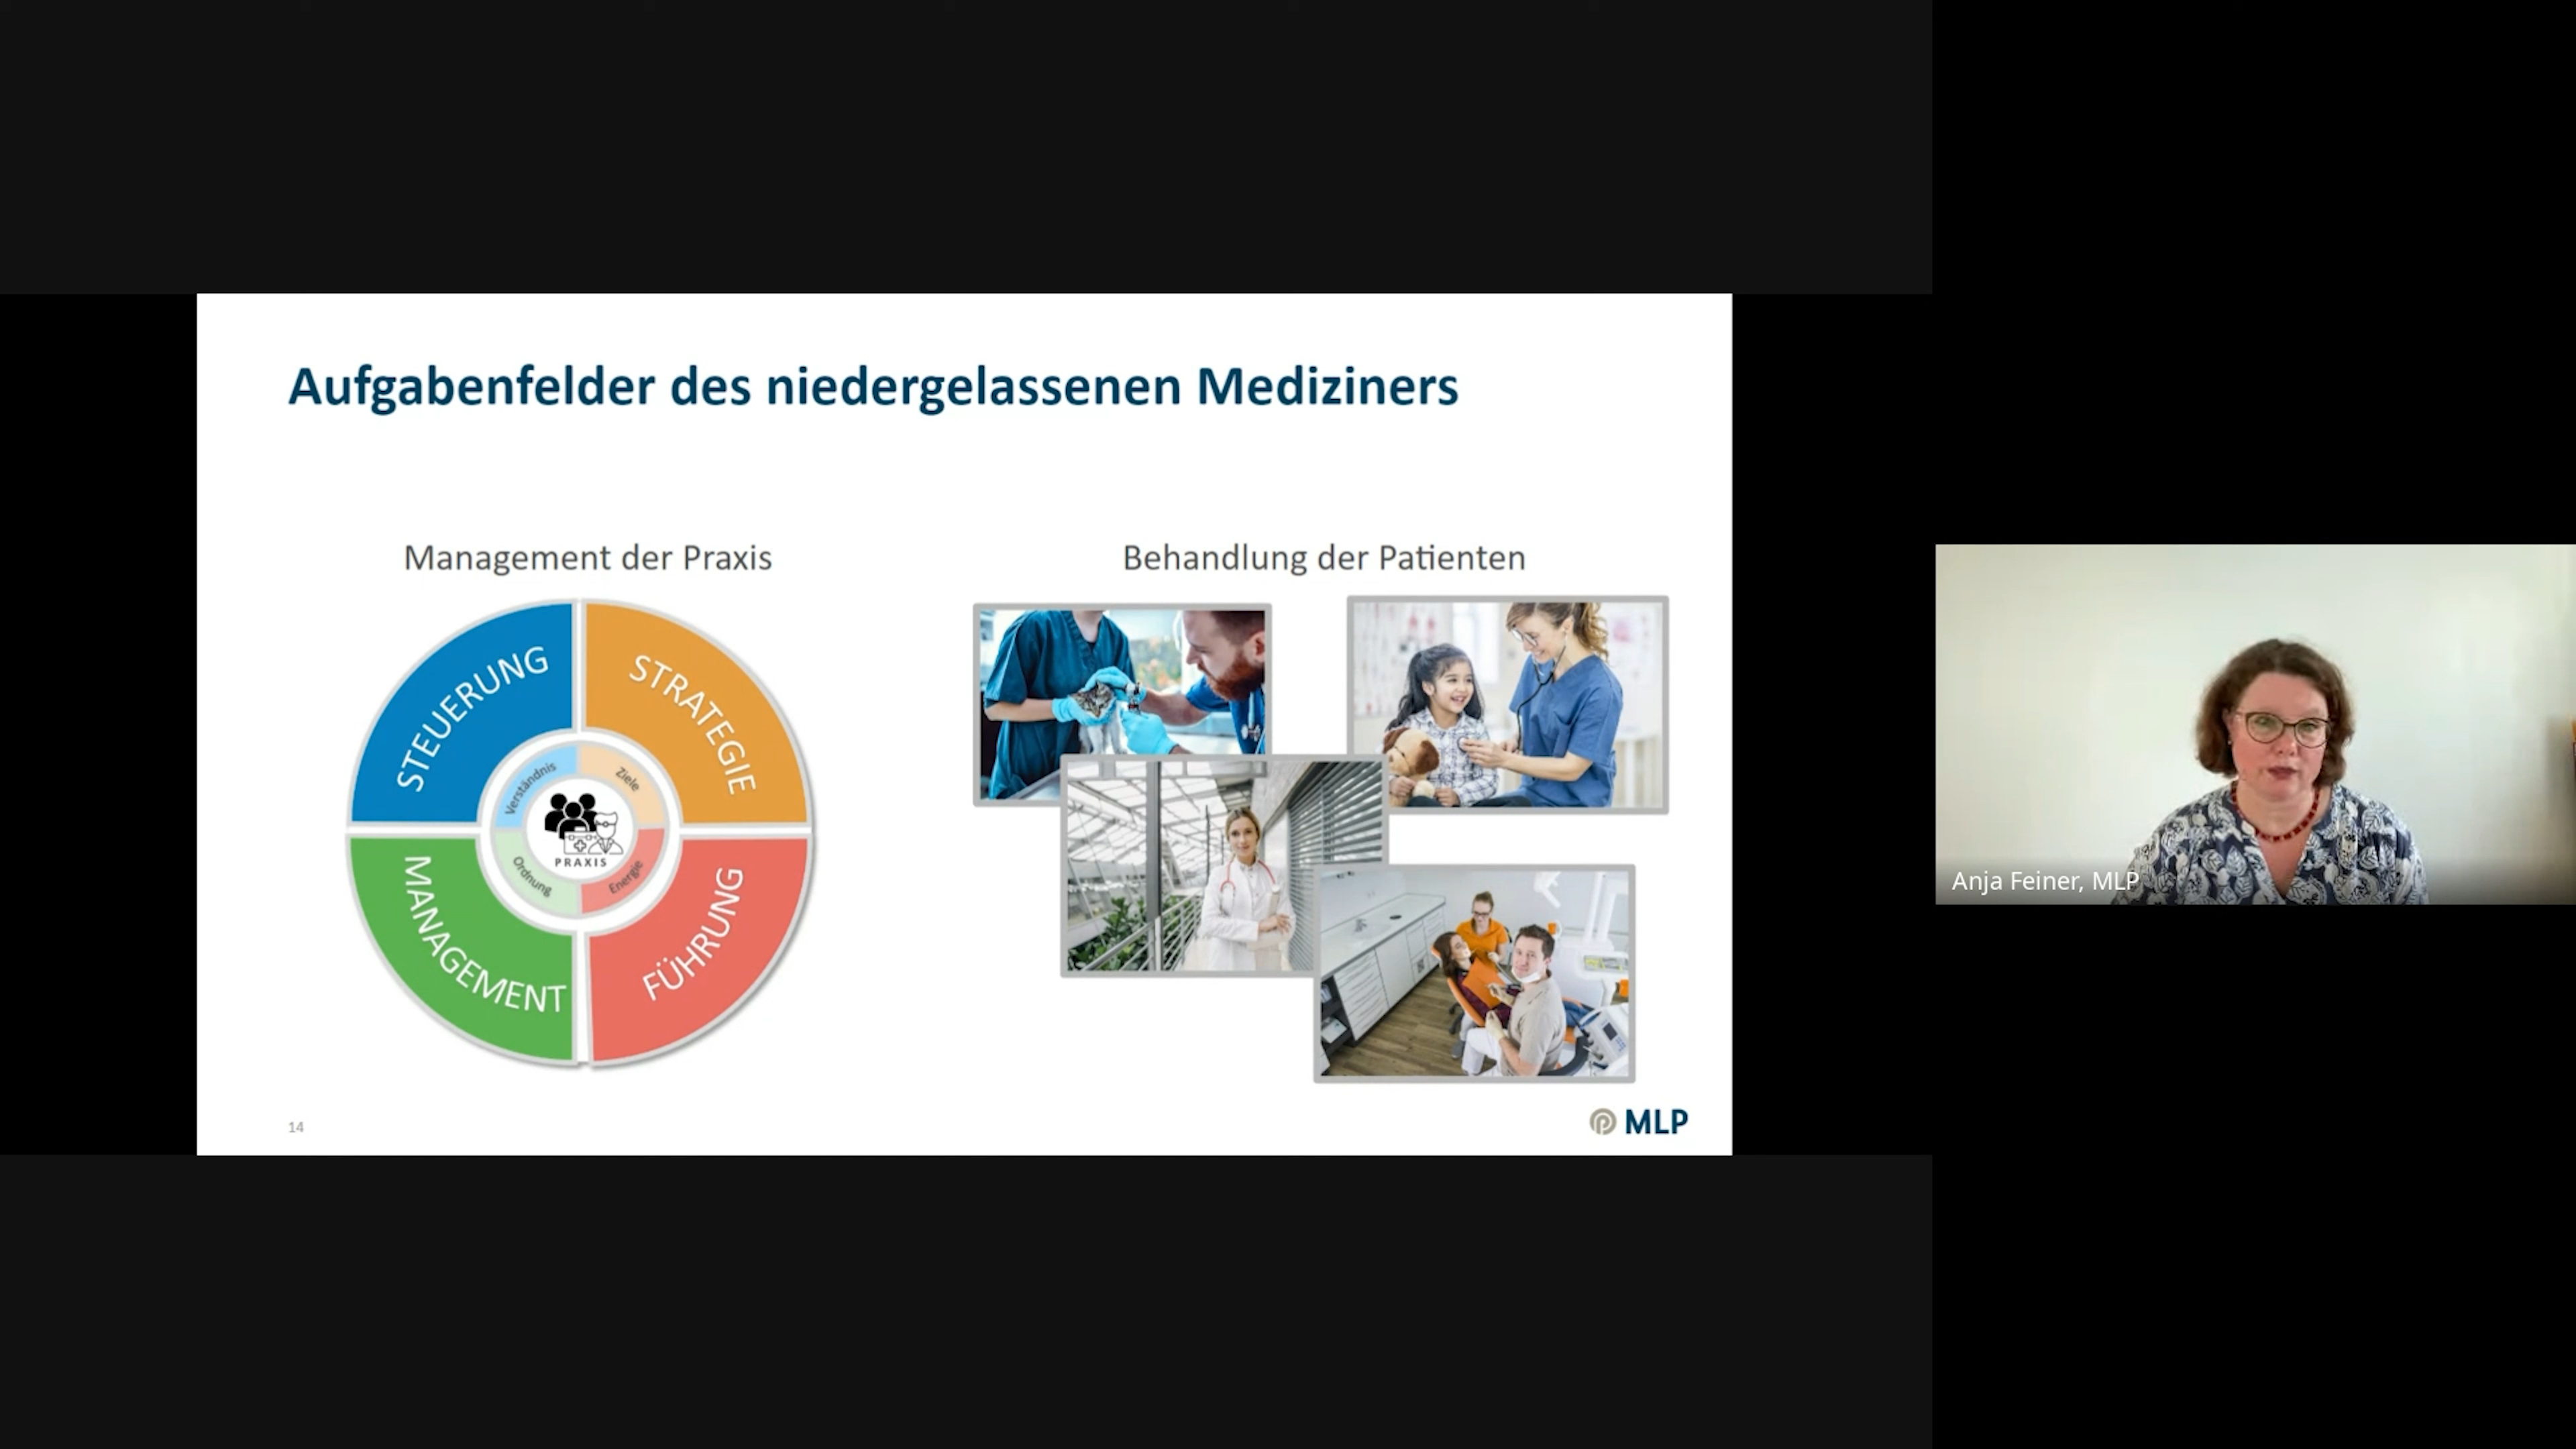 Aufgabenfelder des niedergelassenen Mediziners
Management der Praxis
Behandlung der Patienten
STEUERUNG
STRATEGIE
Verständnis
Ziele
PRAXIS
Ordnung
Energie
MANAGEMENT
FÜHRUNG
14
MLP
Anja Feiner, MLP